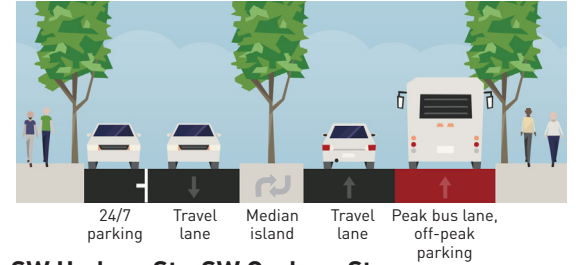 24/7 parking
Travel lane
Median island
Travel lane
Peak bus lane, off-peak parking